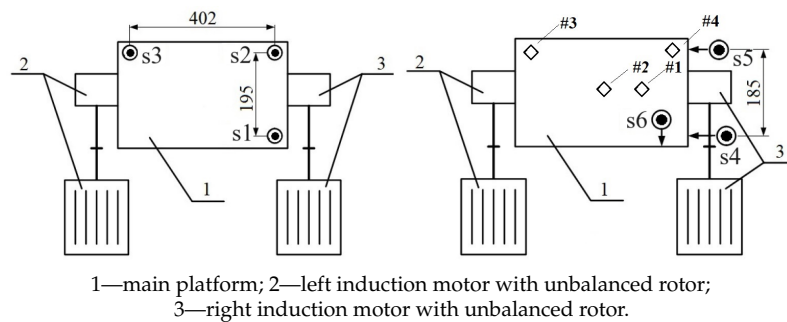 402
s3
s2
2
3
195
s1
1
#3
#4
s5
2
#2
#1
185
s6
s4
3
1
1—main platform; 2—left induction motor with unbalanced rotor;
3—right induction motor with unbalanced rotor.